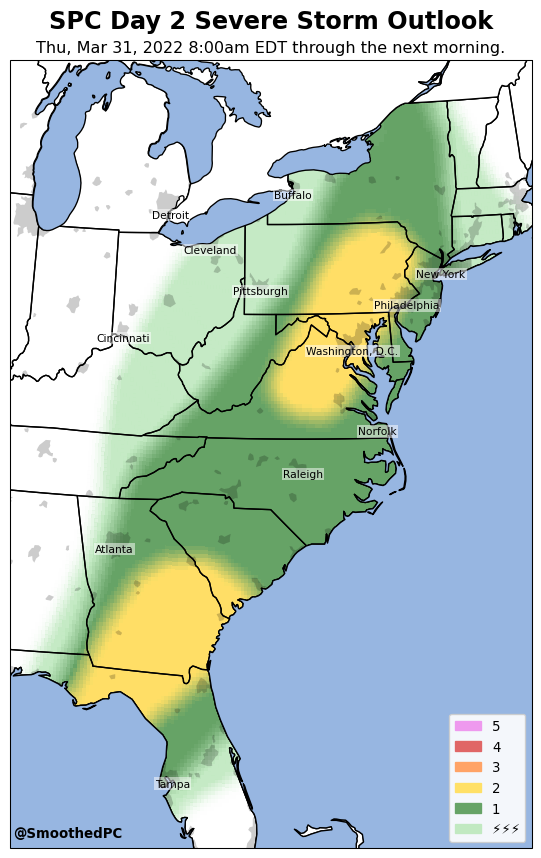 SPC Day 2 Severe Storm Outlook
Thu, Mar 31, 2022 8:00am EDT through the next morning.
Buffalo
Detroit
Cleveland
New York
Pittsburgh
Philadelphia
Cincinnati
Washington, D.C.
Norfolk
Raleigh
Atlanta
Tampa
5
4
3
2
1
⚡⚡⚡
@SmoothedPC